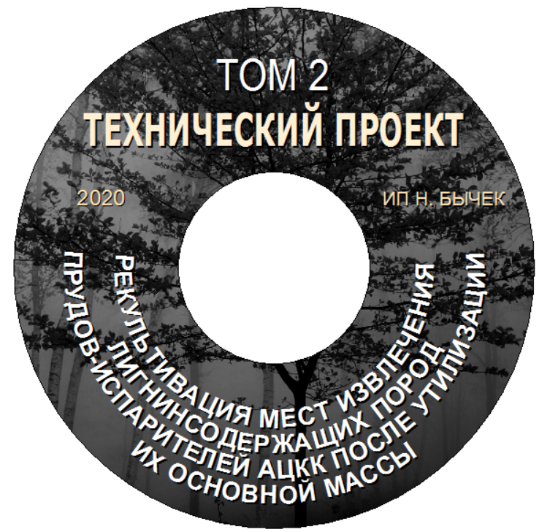 ТОМ 2
ТЕХНИЧЕСКИЙ ПРОЕКТ
2020
ИП Н. БЫЧЕК
РЕКУЛЬТИВАЦИЯ МЕСТ ИЗВЛЕЧЕНИЯ
ЛИГНИНСОДЕРЖАЩИХ ПОРОД
ПРУДОВ-ИСПАРИТЕЛЕЙ АЦКК ПОСЛЕ УТИЛИЗАЦИИ
ИХ ОСНОВНОЙ МАССЫ